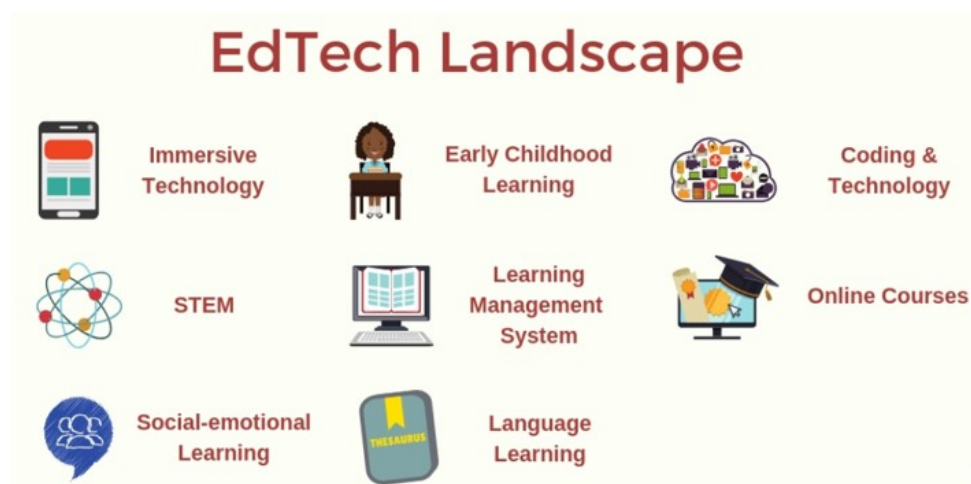 EdTech Landscape
Immersive
Technology
Early Childhood
Learning
Coding &
Technology
STEM
Learning
Management
System
Online Courses
Social-emotional
Learning
THESAURUS
Language
Learning